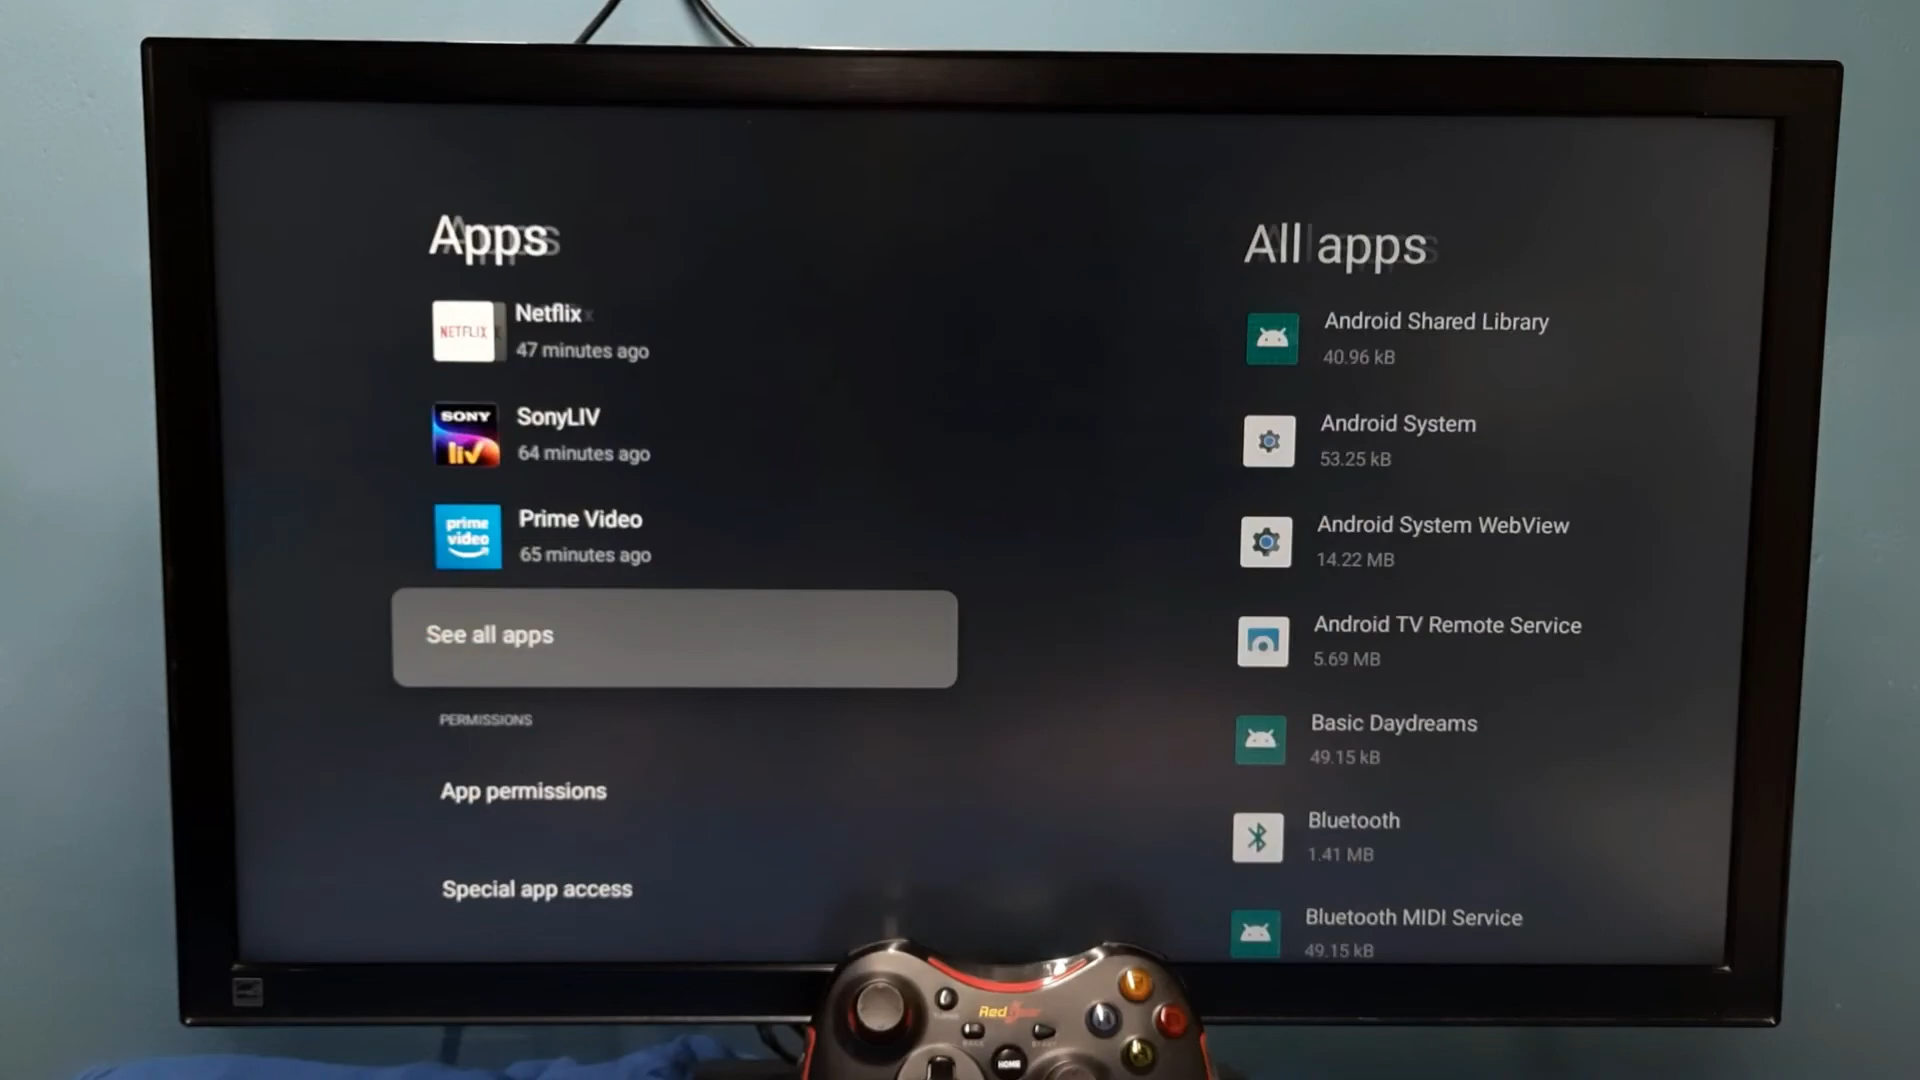 Apps
NETFLIX
Netflix
47 minutes ago
SONY
liv
SonyLIV
64 minutes ago
prime
video
Prime Video
65 minutes ago
See all apps
PERMISSIONS
App permissions
Special app access
All apps
Android Shared Library
40.96 kB
Android System
53.25 kB
Android System WebView
14.22 MB
Android TV Remote Service
5.69 MB
Basic Daydreams
49.15 kB
Bluetooth
1.41 MB
Bluetooth MIDI Service
49.15 kB
HOME